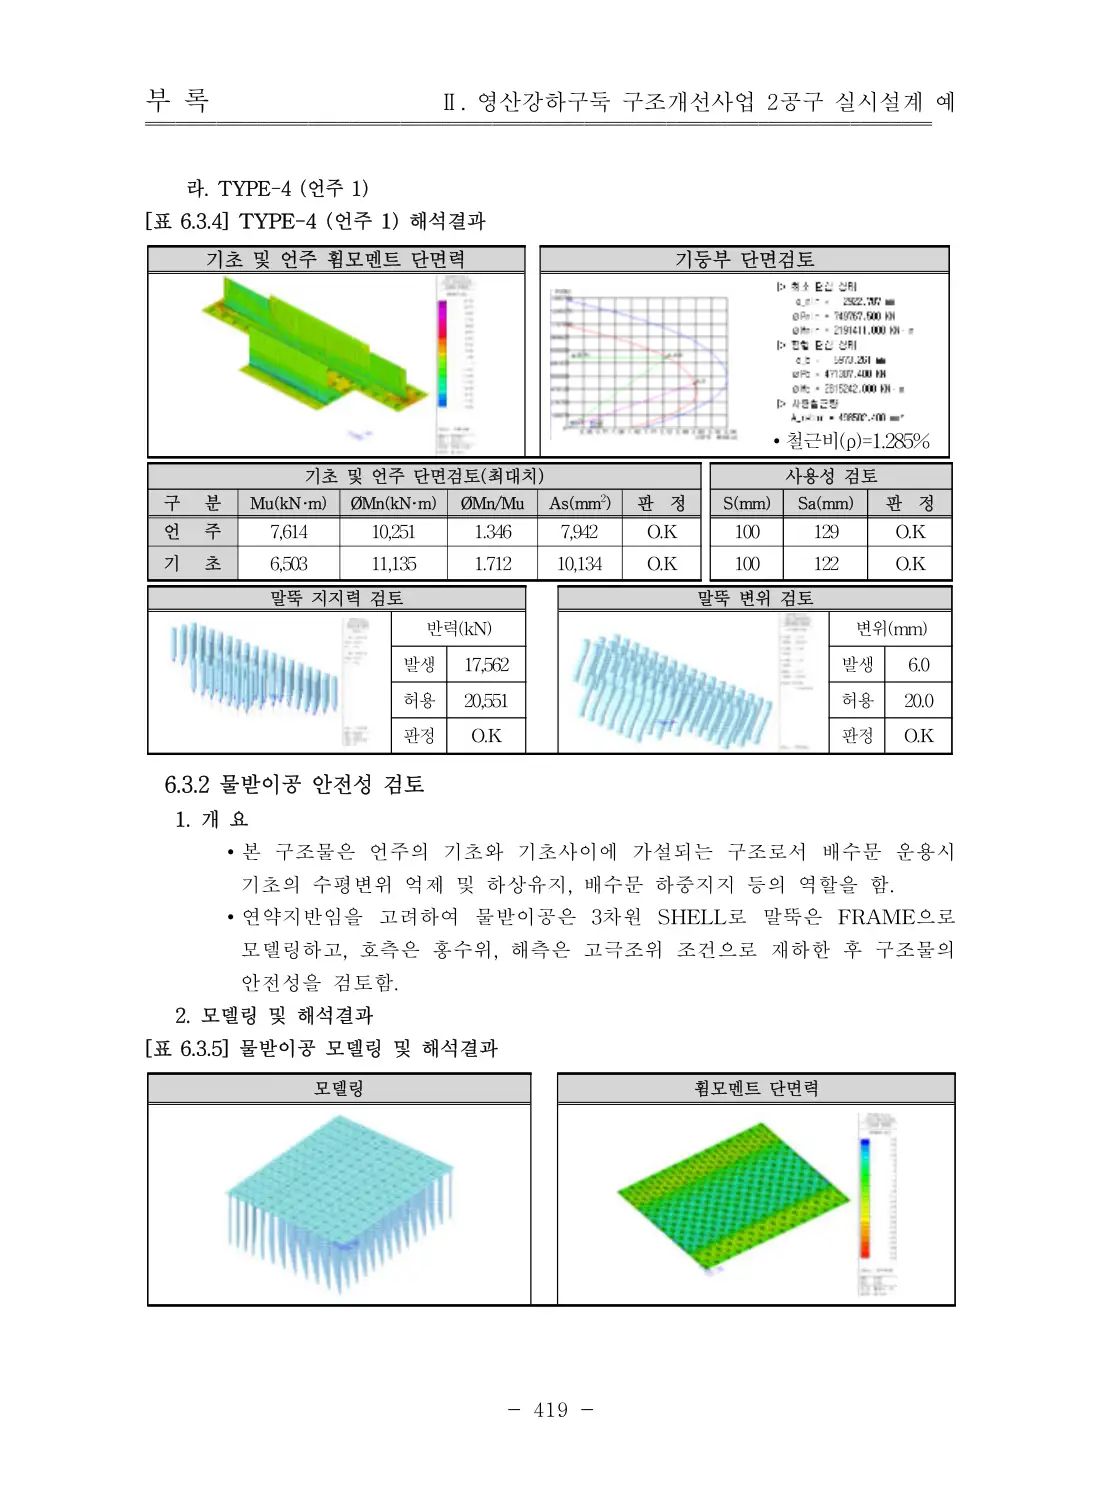 부 록
Ⅱ. 영산강하구둑 구조개선사업 2공구 실시설계 예
라. TYPE-4 (언주 1)
[표 6.3.4] TYPE-4 (언주 1) 해석결과
기초 및 언주 휨모멘트 단면력
기둥부 단면검토
•철근비(ρ)=1.285%
기초 및 언주 단면검토(최대치)
사용성 검토
구 분 Mu(kN·m) ØMn(kN·m) ØMn/Mu As(mm²) 판 정 S(mm) Sa(mm) 판 정
언 주 7,614 10,251 1.346 7,942 O.K 100 129 O.K
기 초 6,503 11,135 1.712 10,134 O.K 100 122 O.K
말뚝 지지력 검토
반력(kN)
발생 17,562
허용 20,551
판정 O.K
말뚝 변위 검토
변위(mm)
발생 6.0
허용 20.0
판정 O.K
6.3.2 물받이공 안전성 검토
1. 개 요
•본 구조물은 언주의 기초와 기초사이에 가설되는 구조로서 배수문 운용시
기초의 수평변위 억제 및 하상유지, 배수문 하중지지 등의 역할을 함.
•연약지반임을 고려하여 물받이공은 3차원 SHELL로 말뚝은 FRAME으로
모델링하고, 호측은 홍수위, 해측은 고극조위 조건으로 재하한 후 구조물의
안전성을 검토함.
2. 모델링 및 해석결과
[표 6.3.5] 물받이공 모델링 및 해석결과
모델링
휨모멘트 단면력
- 419 -